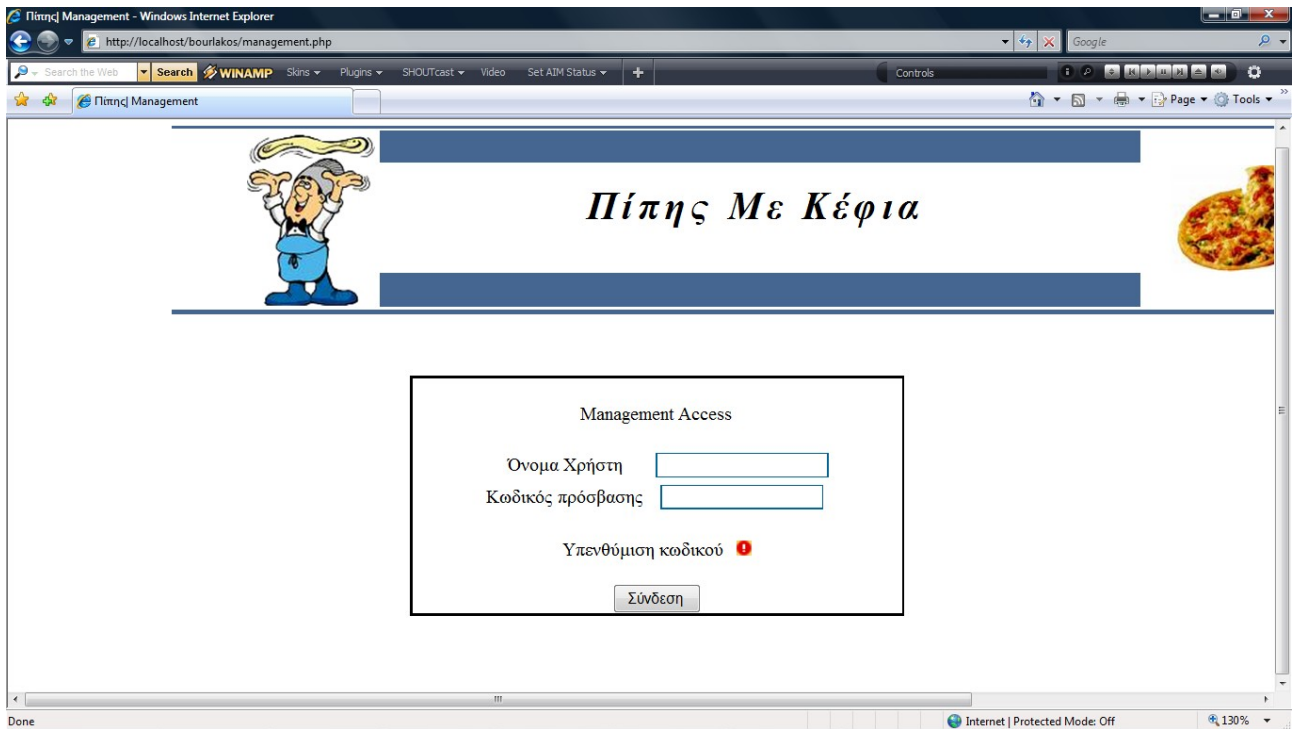 Πίπης| Management - Windows Internet Explorer
http://localhost/bourlakos/management.php
Google
Search the Web Search WINAMP Skins Plugins SHOUTcast Video Set AIM Status Controls
Πίπης| Management
Page Tools
Πίπης Με Κέφια
Management Access
Όνομα Χρήστη
Κωδικός πρόσβασης
Υπενθύμιση κωδικού
Σύνδεση
Done
Internet | Protected Mode: Off
130%